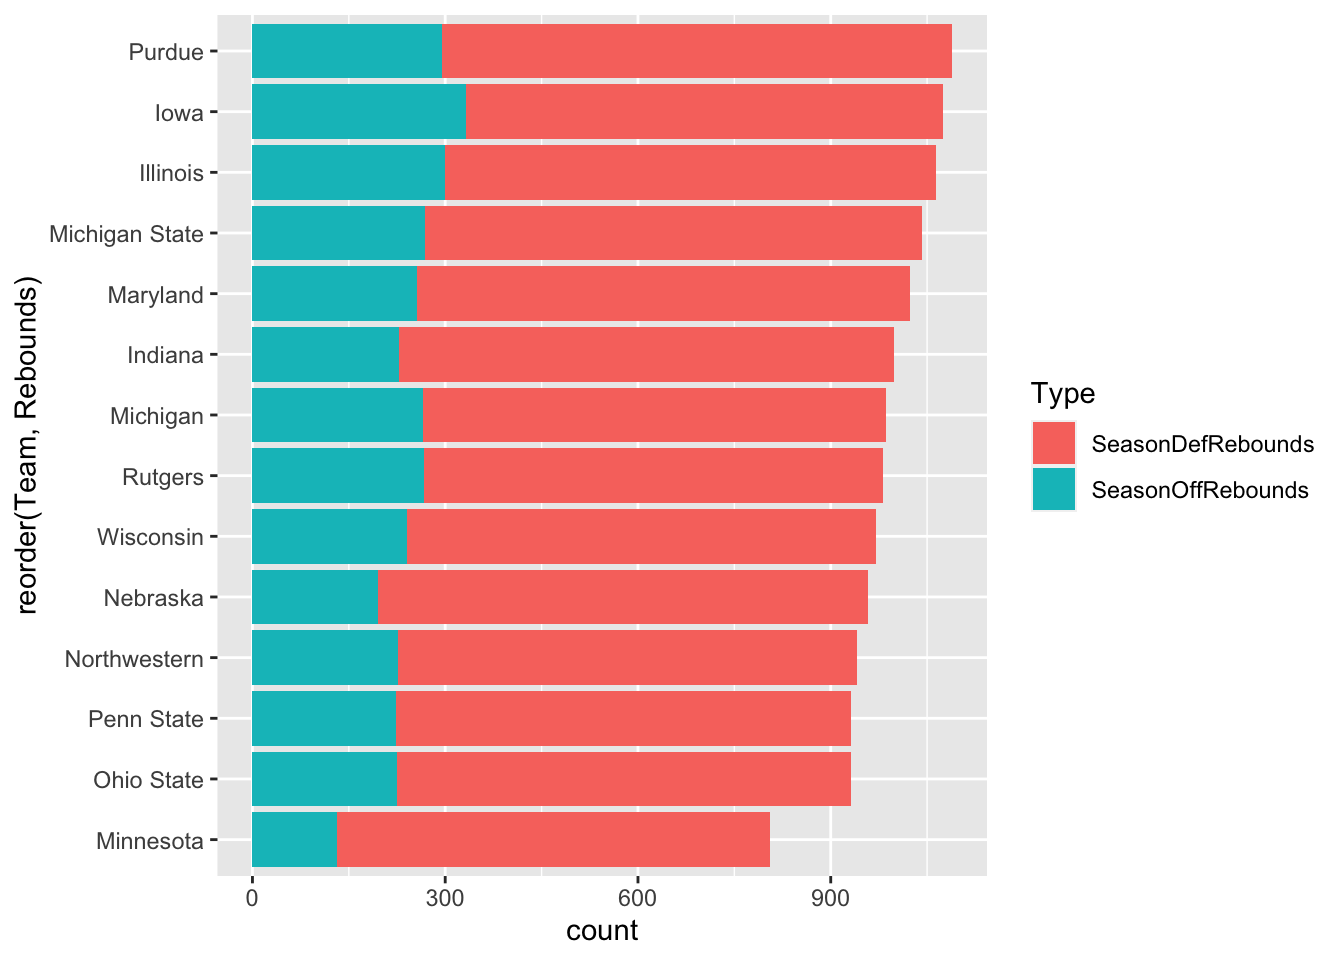 reorder(Team, Rebounds)
Purdue
Iowa
Illinois
Michigan State
Maryland
Indiana
Michigan
Rutgers
Wisconsin
Nebraska
Northwestern
Penn State
Ohio State
Minnesota
0 300 600 900
count
Type
SeasonDefRebounds
SeasonOffRebounds